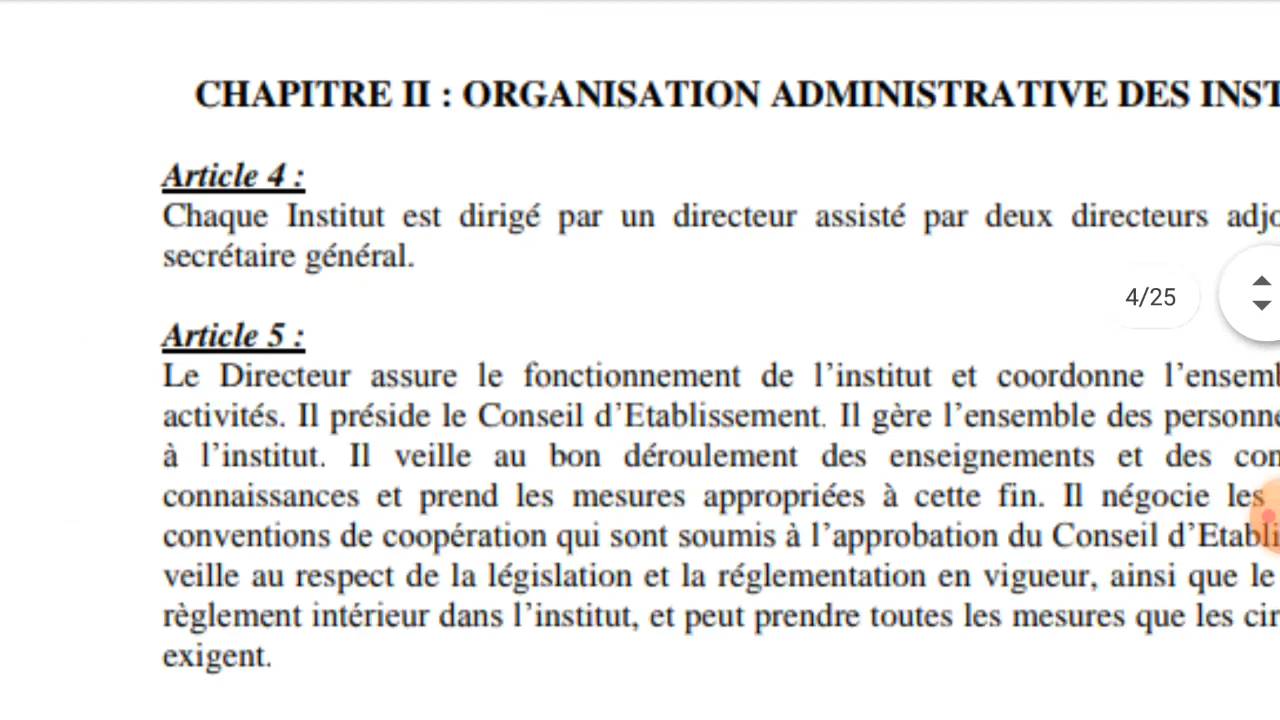 CHAPITRE II : ORGANISATION ADMINISTRATIVE DES INST
Article 4 :
Chaque Institut est dirigé par un directeur assisté par deux directeurs adjo
secrétaire général.
4/25
Article 5 :
Le Directeur assure le fonctionnement de l'institut et coordonne l'ensemb
activités. Il préside le Conseil d'Etablissement. Il gère l'ensemble des personne
à l'institut. Il veille au bon déroulement des enseignements et des con
connaissances et prend les mesures appropriées à cette fin. Il négocie les
conventions de coopération qui sont soumis à l'approbation du Conseil d'Etabli
veille au respect de la législation et la réglementation en vigueur, ainsi que le
règlement intérieur dans l'institut, et peut prendre toutes les mesures que les cir
exigent.